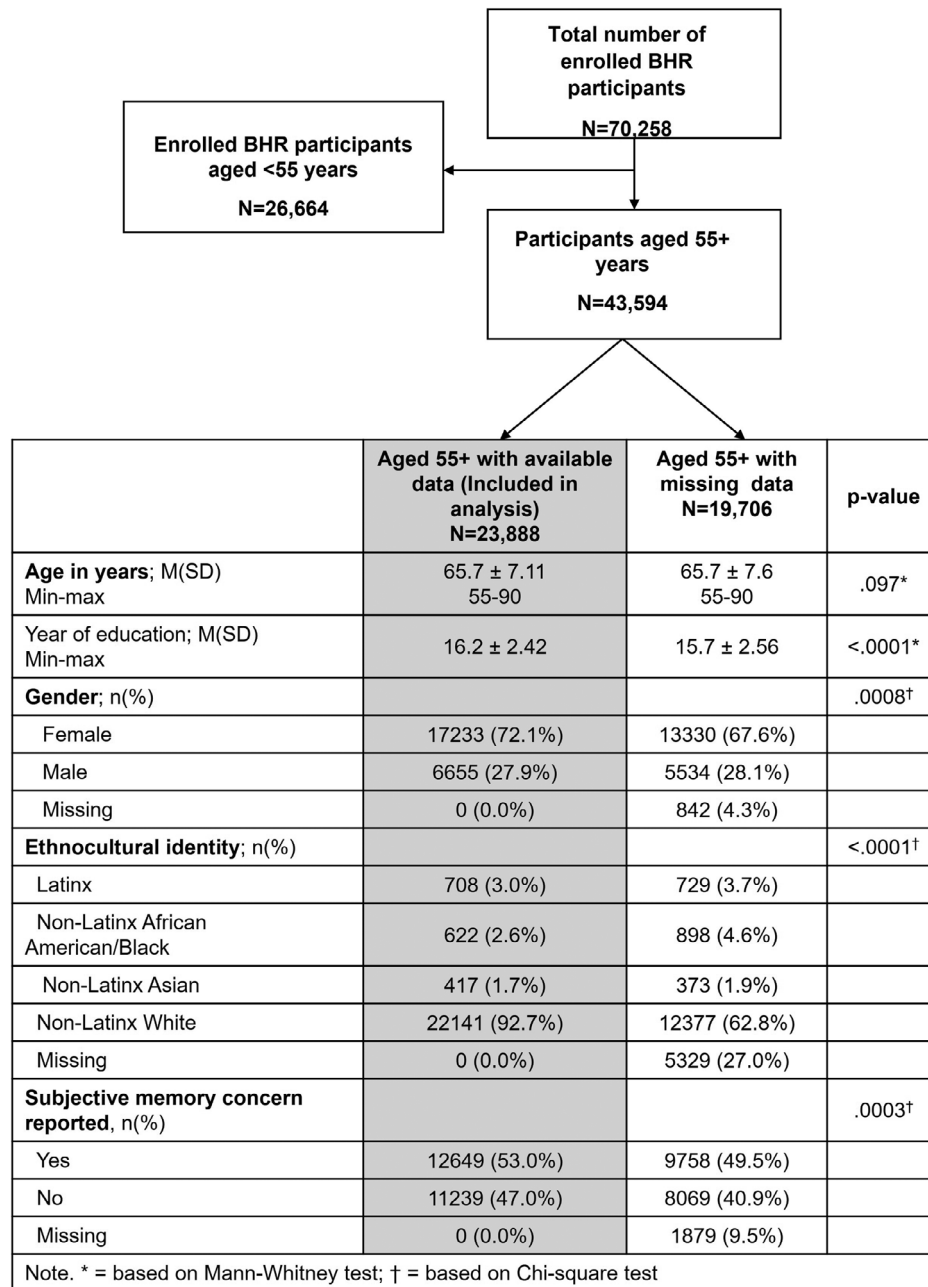 Total number of
enrolled BHR
participants
N=70,258
Enrolled BHR participants
aged <55 years
N=26,664
Participants aged 55+
years
N=43,594
Aged 55+ with available
data (Included in
analysis)
N=23,888
Aged 55+ with
missing data
N=19,706
p-value
Age in years; M(SD)
Min-max
65.7 ± 7.11
55-90
65.7 ± 7.6
55-90
.097*
Year of education; M(SD)
Min-max
16.2 ± 2.42
15.7 ± 2.56
<.0001*
Gender; n(%)
.0008†
Female
17233 (72.1%)
13330 (67.6%)
Male
6655 (27.9%)
5534 (28.1%)
Missing
0 (0.0%)
842 (4.3%)
Ethnocultural identity; n(%)
<.0001†
Latinx
708 (3.0%)
729 (3.7%)
Non-Latinx African
American/Black
622 (2.6%)
898 (4.6%)
Non-Latinx Asian
417 (1.7%)
373 (1.9%)
Non-Latinx White
22141 (92.7%)
12377 (62.8%)
Missing
0 (0.0%)
5329 (27.0%)
Subjective memory concern
reported, n(%)
.0003†
Yes
12649 (53.0%)
9758 (49.5%)
No
11239 (47.0%)
8069 (40.9%)
Missing
0 (0.0%)
1879 (9.5%)
Note. * = based on Mann-Whitney test; † = based on Chi-square test